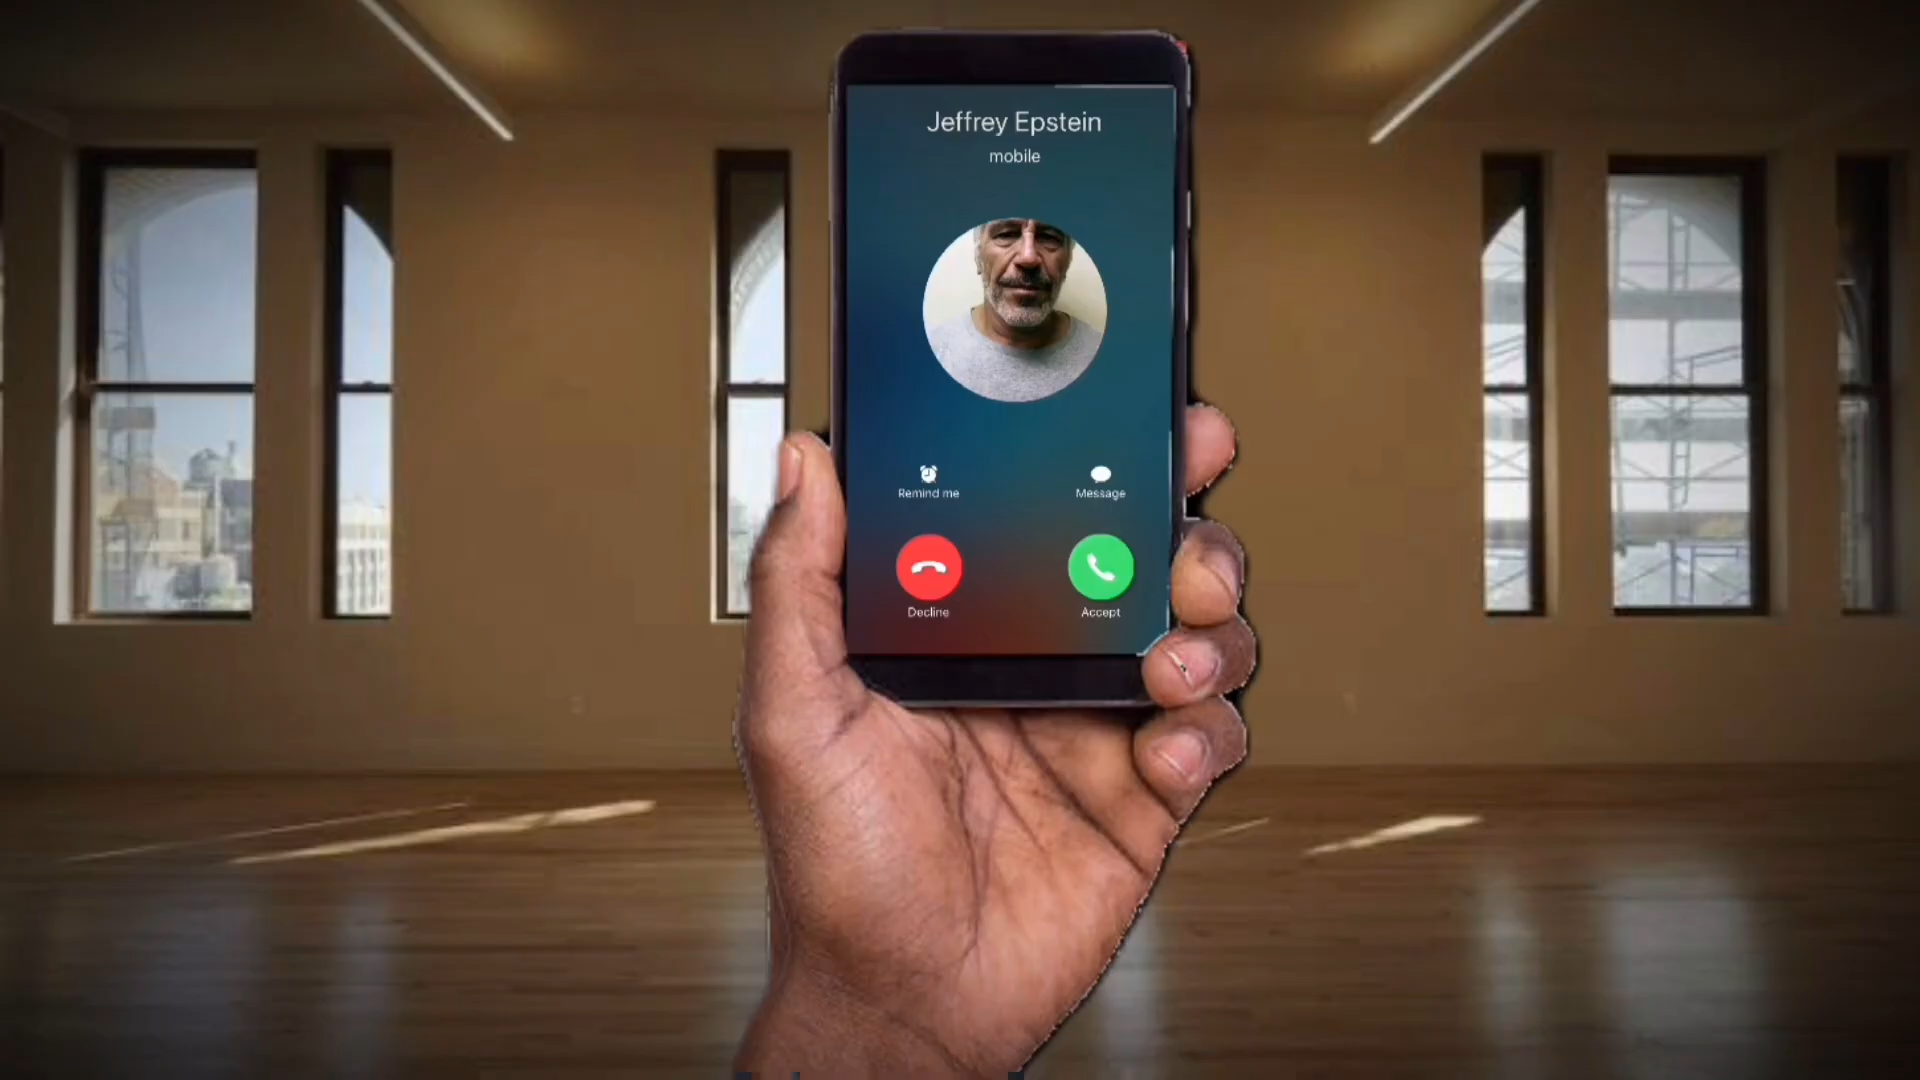 Jeffrey Epstein
mobile
Remind me
Message
Decline
Accept